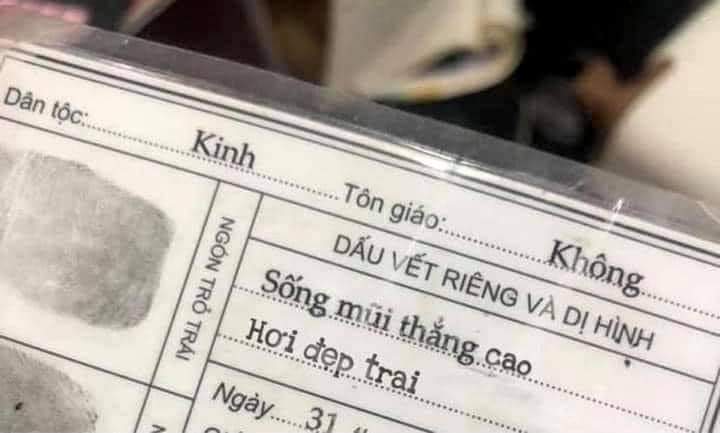 Dân tộc: Kinh Tôn giáo: Không
DẤU VẾT RIÊNG VÀ DỊ HÌNH
NGÓN TRỎ TRÁI
Sống mũi thẳng cao
Hơi đẹp trai
Ngày 31